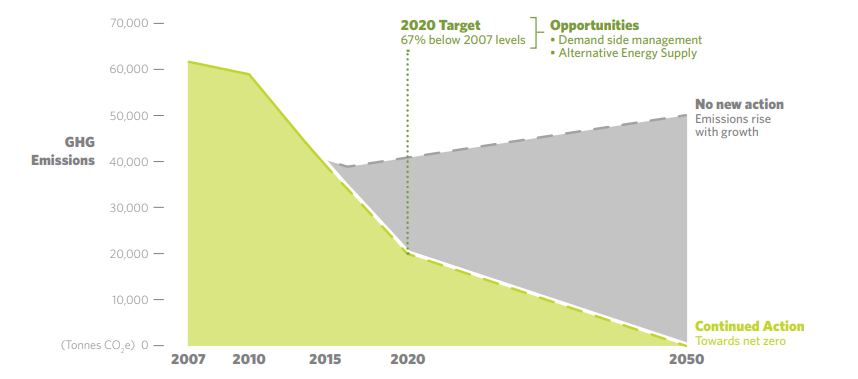 70,000
60,000
50,000
40,000
30,000
20,000
10,000
(Tonnes CO2e) 0
GHG
Emissions
2020 Target
67% below 2007 levels
Opportunities
• Demand side management
• Alternative Energy Supply
No new action
Emissions rise
with growth
Continued Action
Towards net zero
2007 2010 2015 2020 2050